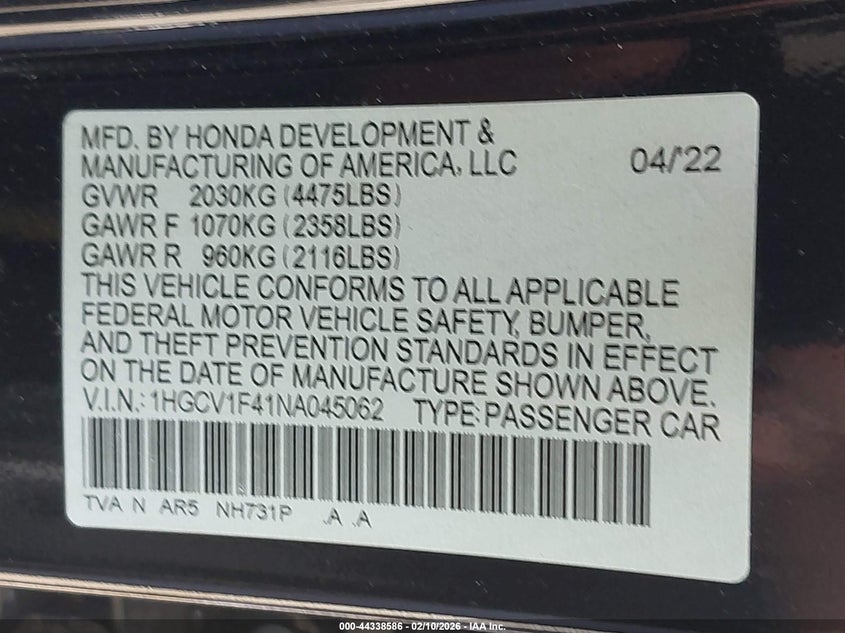 MFD. BY HONDA DEVELOPMENT &
MANUFACTURING OF AMERICA, LLC 04/'22
GVWR 2030KG (4475LBS)
GAWR F 1070KG (2358LBS)
GAWR R 960KG (2116LBS)
THIS VEHICLE CONFORMS TO ALL APPLICABLE
FEDERAL MOTOR VEHICLE SAFETY, BUMPER,
AND THEFT PREVENTION STANDARDS IN EFFECT
ON THE DATE OF MANUFACTURE SHOWN ABOVE.
V.I.N.: 1HGCV1F41NA045062 TYPE:PASSENGER CAR
TVA N AR5 NH731P .A .A
000-44338586 - 02/10/2026 - IAA Inc.